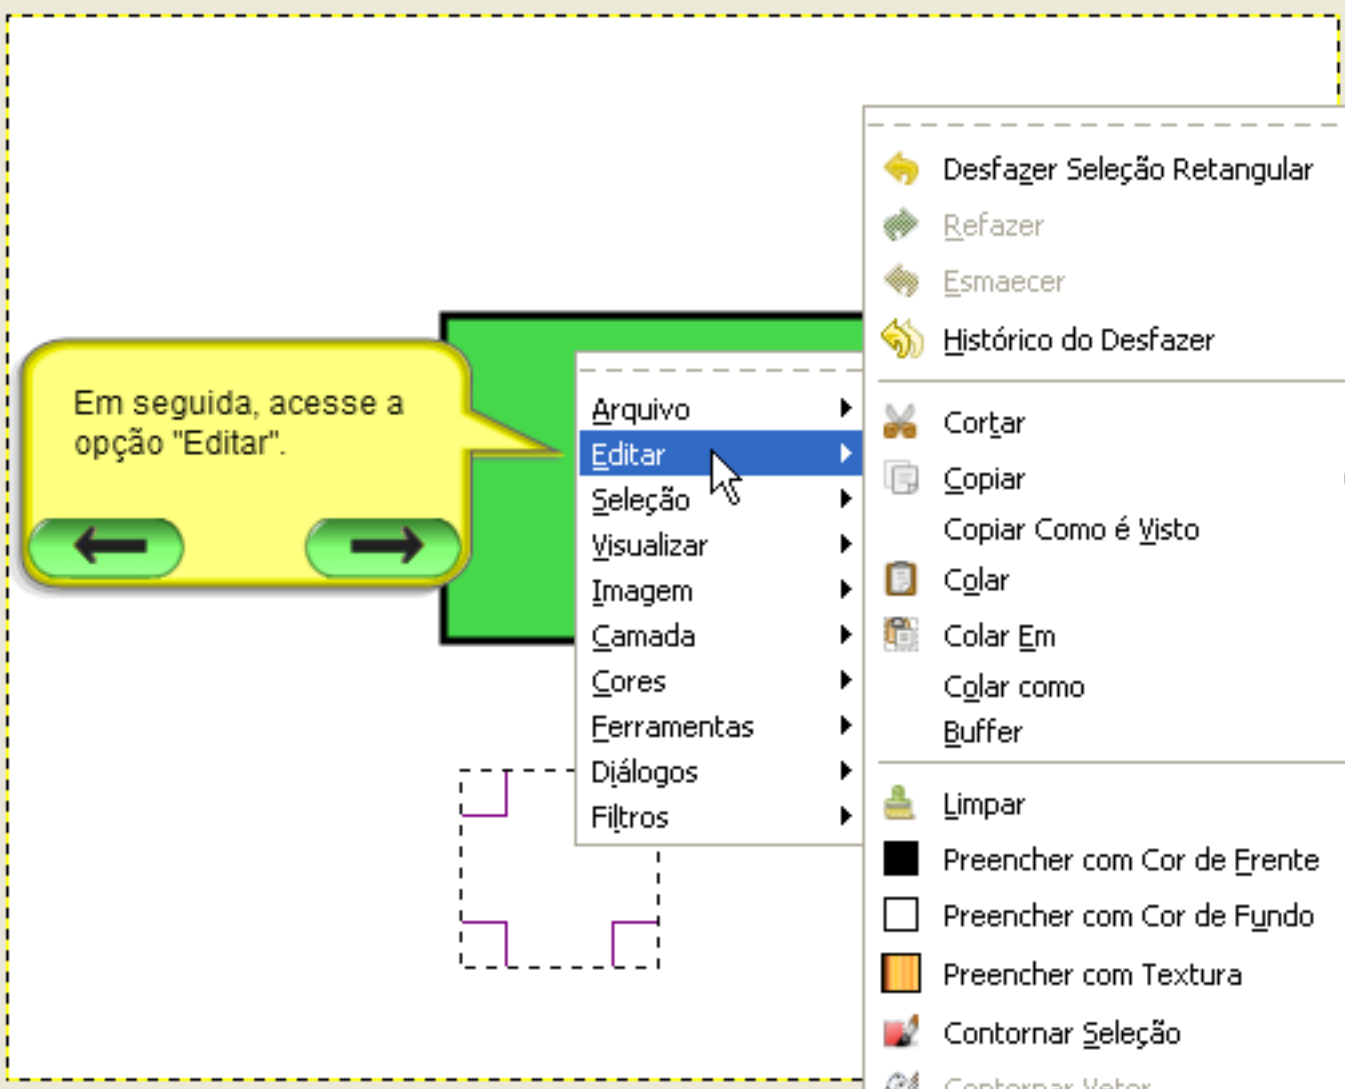 Em seguida, acesse a
opção "Editar".
Arquivo
Editar
Seleção
Visualizar
Imagem
Camada
Cores
Ferramentas
Diálogos
Filtros
Desfazer Seleção Retangular
Refazer
Esmaecer
Histórico do Desfazer
Cortar
Copiar
Copiar Como é Visto
Colar
Colar Em
Colar como
Buffer
Limpar
Preencher com Cor de Frente
Preencher com Cor de Fundo
Preencher com Textura
Contornar Seleção
Contornar Vetor